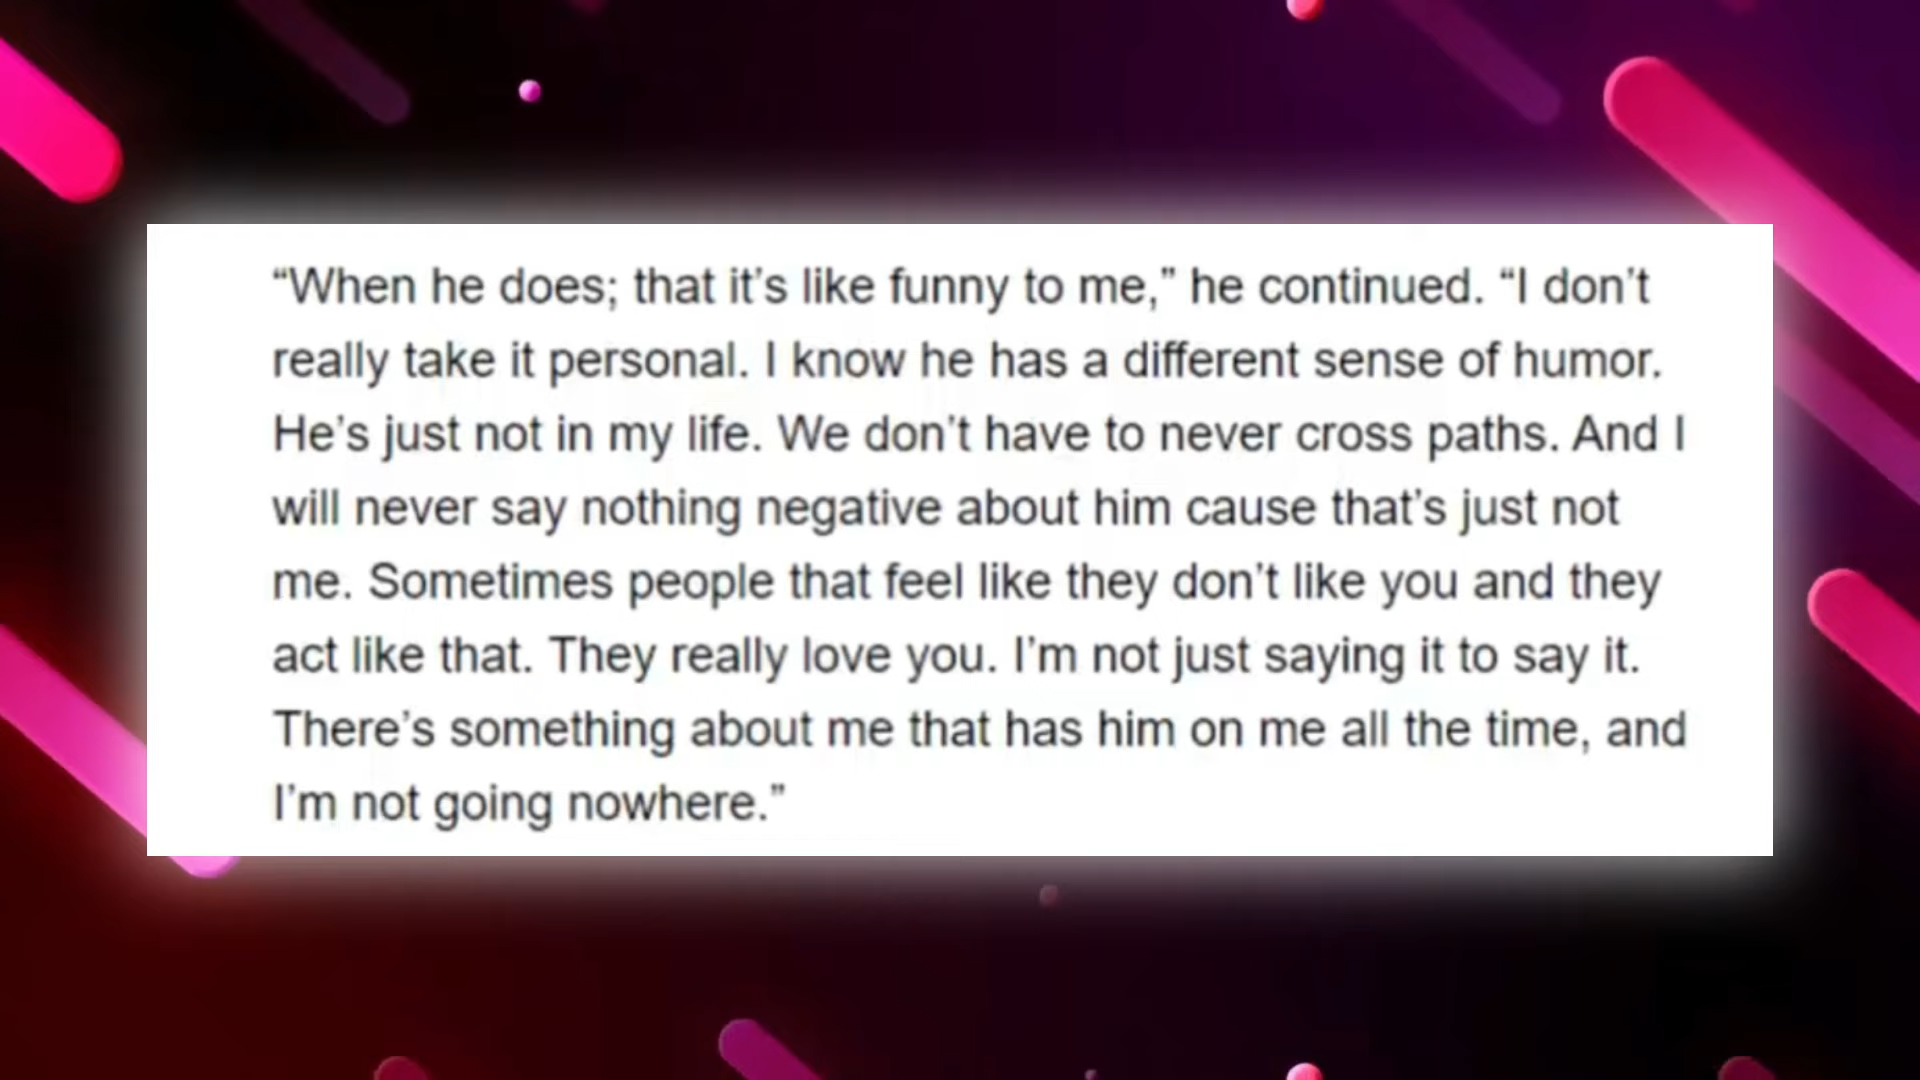 “When he does; that it’s like funny to me,” he continued. “I don’t
really take it personal. I know he has a different sense of humor.
He’s just not in my life. We don’t have to never cross paths. And I
will never say nothing negative about him cause that’s just not
me. Sometimes people that feel like they don’t like you and they
act like that. They really love you. I’m not just saying it to say it.
There’s something about me that has him on me all the time, and
I’m not going nowhere.”